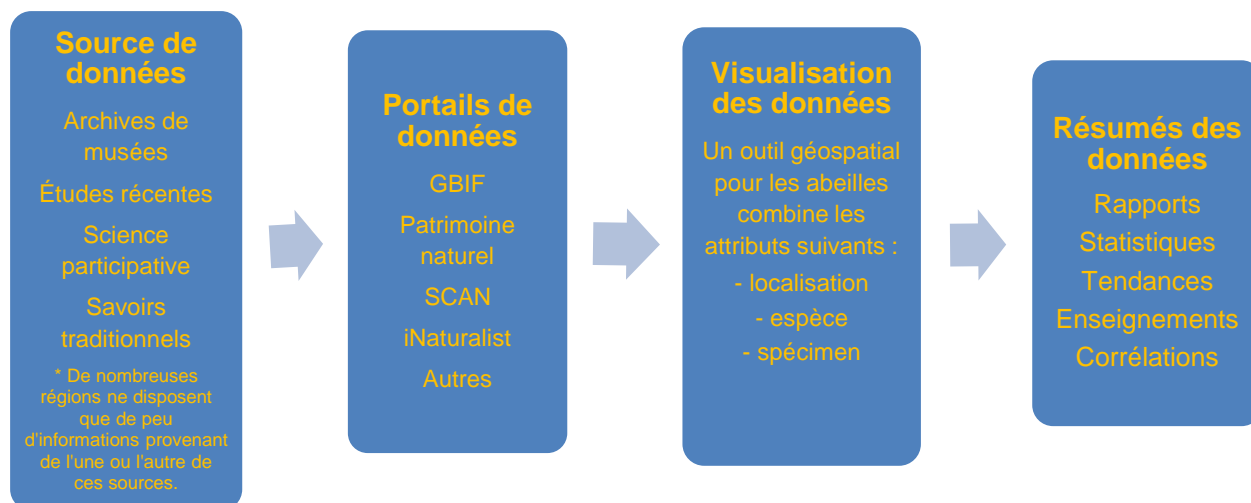 Source de
données
Archives de
musées
Études récentes
Science
participative
Savoirs
traditionnels
* De nombreuses
régions ne disposent
que de peu
d'informations provenant
de l'une ou l'autre de
ces sources.
Portails de
données
GBIF
Patrimoine
naturel
SCAN
iNaturalist
Autres
Visualisation
des données
Un outil géospatial
pour les abeilles
combine les
attributs suivants :
- localisation
- espèce
- spécimen
Résumés des
données
Rapports
Statistiques
Tendances
Enseignements
Corrélations